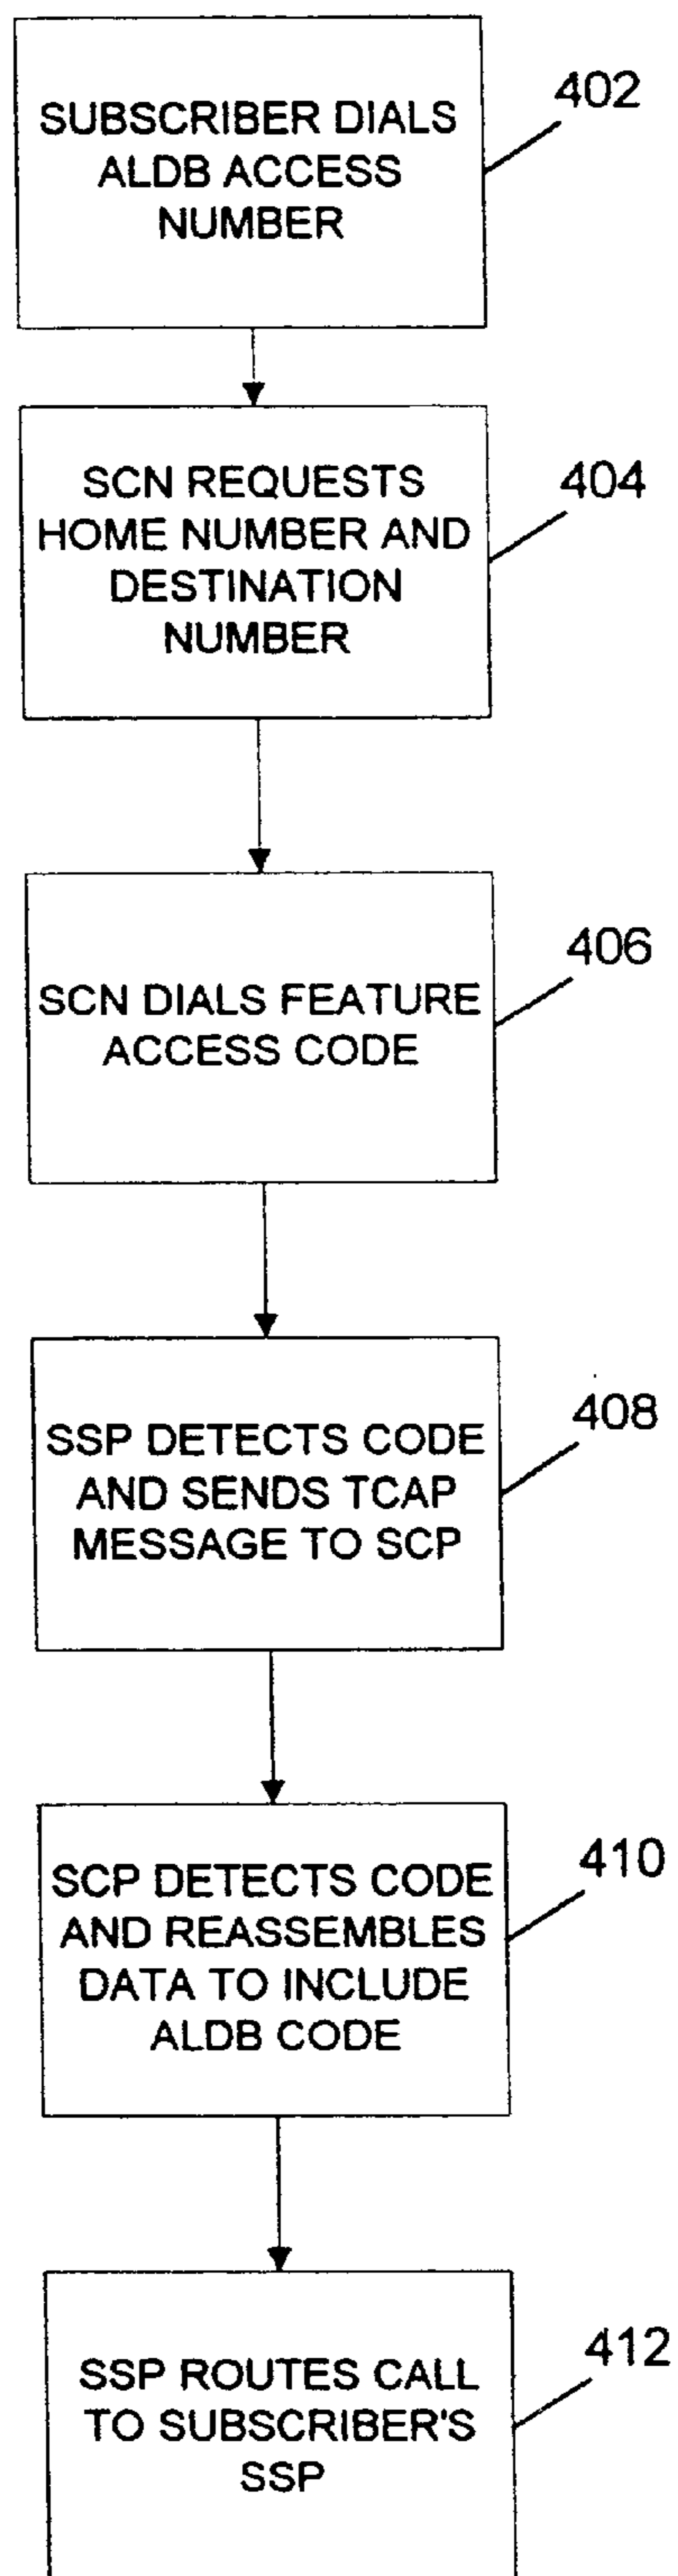 SUBSCRIBER DIALS
ALDB ACCESS
NUMBER
402
SCN REQUESTS
HOME NUMBER AND
DESTINATION
NUMBER
404
SCN DIALS FEATURE
ACCESS CODE
406
SSP DETECTS CODE
AND SENDS TCAP
MESSAGE TO SCP
408
SCP DETECTS CODE
AND REASSEMBLES
DATA TO INCLUDE
ALDB CODE
410
SSP ROUTES CALL
TO SUBSCRIBER'S
SSP
412